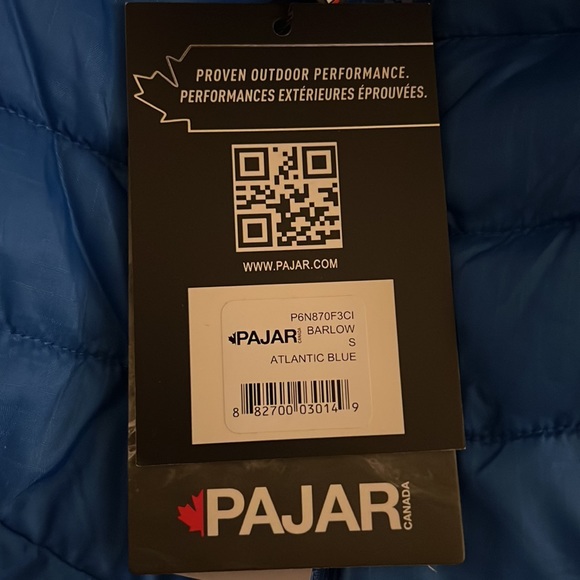 PROVEN OUTDOOR PERFORMANCE.
PERFORMANCES EXTÉRIEURES ÉPROUVÉES.
WWW.PAJAR.COM
P6N870F3CI
PAJAR CANADA BARLOW
S
ATLANTIC BLUE
8 82700 03014 9
PAJAR CANADA